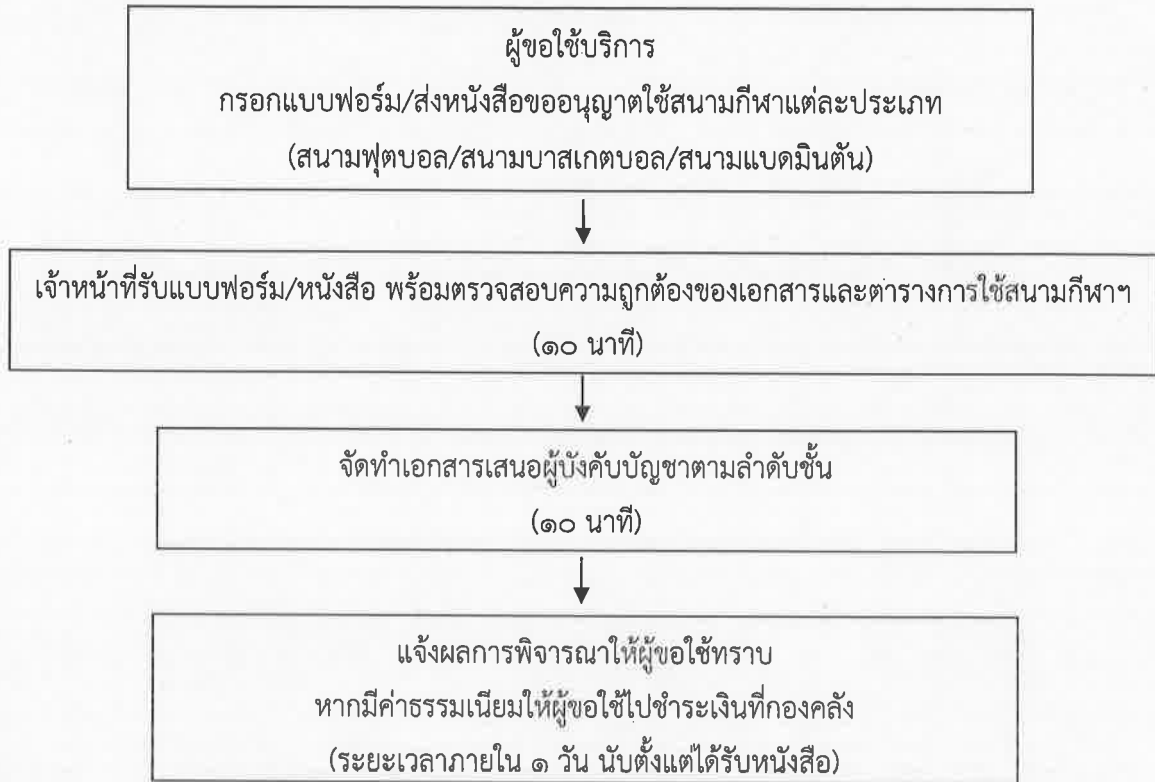 ผู้ขอใช้บริการ
กรอกแบบฟอร์ม/ส่งหนังสือขออนุญาตใช้สนามกีฬาแต่ละประเภท
(สนามฟุตบอล/สนามบาสเกตบอล/สนามแบดมินตัน)
เจ้าหน้าที่รับแบบฟอร์ม/หนังสือ พร้อมตรวจสอบความถูกต้องของเอกสารและตารางการใช้สนามกีฬาฯ
(๑๐ นาที)
จัดทำเอกสารเสนอผู้บังคับบัญชาตามลำดับชั้น
(๑๐ นาที)
แจ้งผลการพิจารณาให้ผู้ขอใช้ทราบ
หากมีค่าธรรมเนียมให้ผู้ขอใช้ไปชำระเงินที่กองคลัง
(ระยะเวลาภายใน ๑ วัน นับตั้งแต่ได้รับหนังสือ)